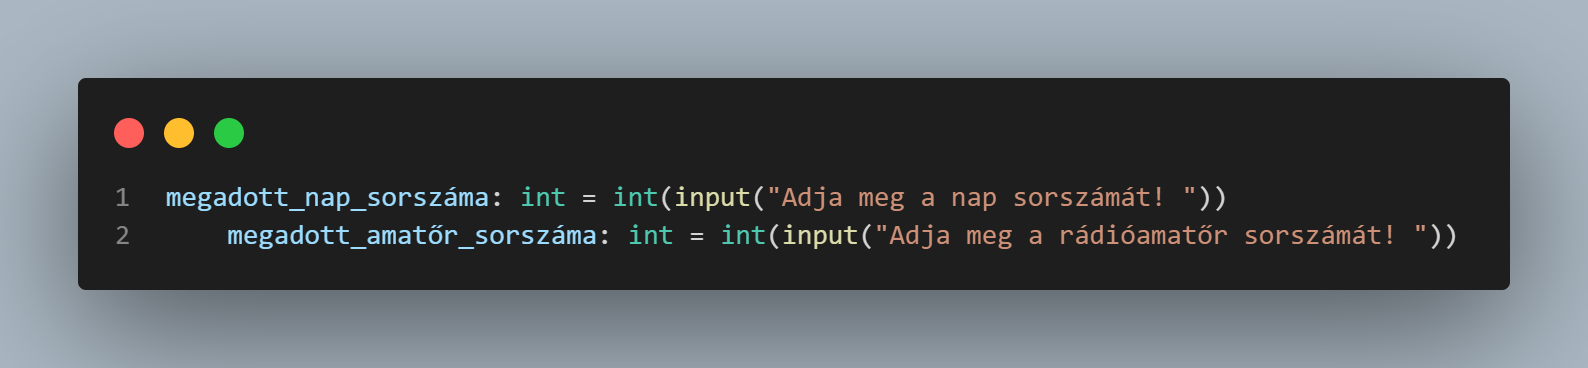 1 megadott_nap_sorszáma: int = int(input("Adja meg a nap sorszámát! "))
2     megadott_amatőr_sorszáma: int = int(input("Adja meg a rádióamatőr sorszámát! "))